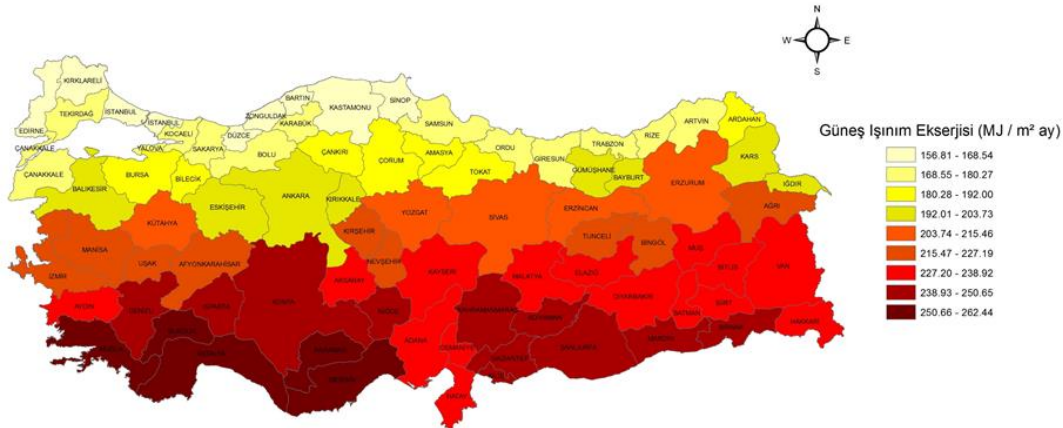 N
W
E
S
Güneş Işınım Ekserjisi (MJ / m² ay)
156.81 - 168.54
168.55 - 180.27
180.28 - 192.00
192.01 - 203.73
203.74 - 215.46
215.47 - 227.19
227.20 - 238.92
238.93 - 250.65
250.66 - 262.44
KIRKLARELİ
EDİRNE
TEKİRDAĞ
İSTANBUL
İSTANBUL
KOCAELİ
YALOVA
SAKARYA
DÜZCE
ZONGULDAK
BARTIN
KARABÜK
KASTAMONU
SİNOP
BOLU
SAMSUN
ORDU
GİRESUN
TRABZON
RİZE
ARTVİN
ARDAHAN
KARS
IĞDIR
ÇANAKKALE
ÇANAKKALE
BALIKESİR
BURSA
BİLECİK
ESKİŞEHİR
ANKARA
ÇANKIRI
KIRIKKALE
ÇORUM
AMASYA
TOKAT
GÜMÜŞHANE
BAYBURT
ERZURUM
AĞRI
KÜTAHYA
YOZGAT
SİVAS
ERZİNCAN
TUNCELİ
BİNGÖL
MUŞ
BİTLİS
VAN
MANİSA
İZMİR
UŞAK
AFYONKARAHİSAR
KIRŞEHİR
NEVŞEHİR
AKSARAY
KAYSERİ
MALATYA
ELAZIĞ
DİYARBAKIR
BATMAN
SİİRT
HAKKARİ
AYDIN
KONYA
NİĞDE
ADANA
OSMANİYE
GAZİANTEP
ŞANLIURFA
HATAY